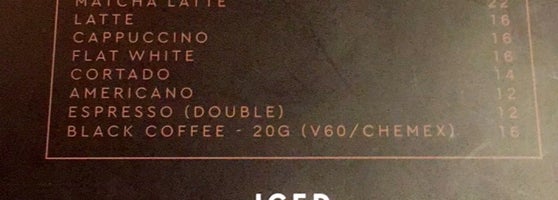 MATCHA LATTE 22
LATTE 16
CAPPUCCINO 16
FLAT WHITE 16
CORTADO 14
AMERICANO 12
ESPRESSO (DOUBLE) 12
BLACK COFFEE - 20G (V60/CHEMEX) 16
ICED